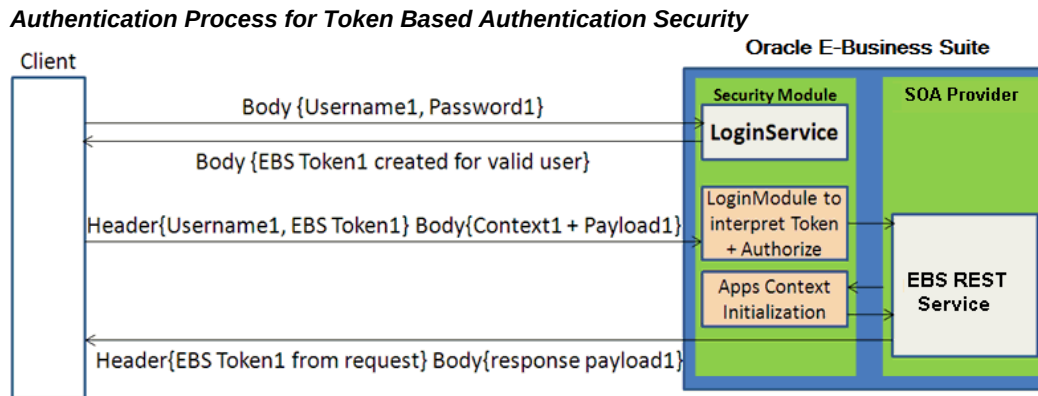 Authentication Process for Token Based Authentication Security
Oracle E-Business Suite
Client
Security Module
SOA Provider
Body {Username1, Password1}
LoginService
Body {EBS Token1 created for valid user}
Header{Username1, EBS Token1} Body{Context1 + Payload1}
LoginModule to
interpret Token
+ Authorize
Apps Context
Initialization
EBS REST
Service
Header{EBS Token1 from request} Body{response payload1}